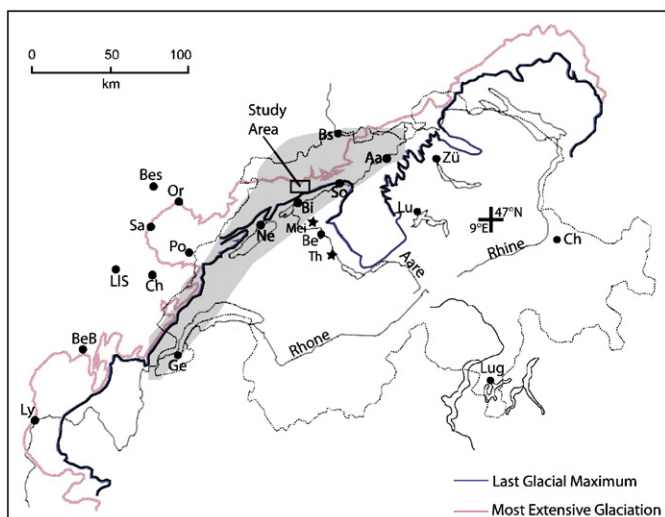 0 50 100
km
Study
Area
Bs
Aa
Zü
Bes
Or
So
Bi
Lu
47°N
9°E
Sa
Ne
Mei
Be
Rhine
Ch
Po
Th
LIS
Ch
Aare
BeB
Rhone
Ge
Lug
Ly
Last Glacial Maximum
Most Extensive Glaciation